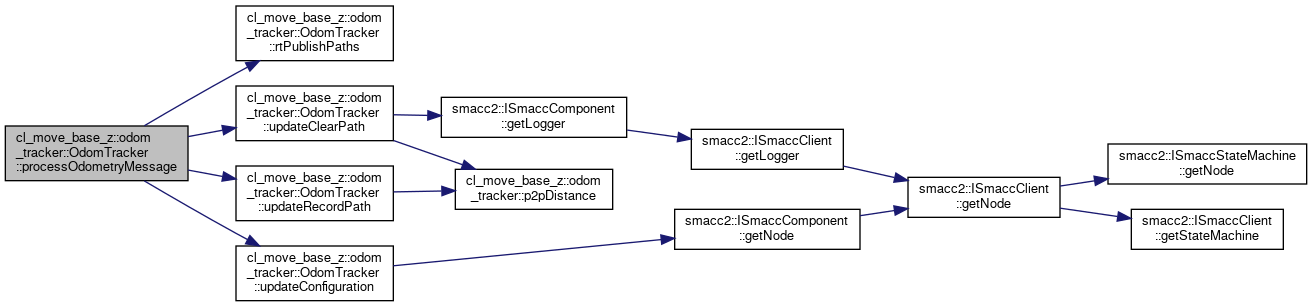 cl_move_base_z::odom
_tracker::OdomTracker
::processOdometryMessage
cl_move_base_z::odom
_tracker::OdomTracker
::rtPublishPaths
cl_move_base_z::odom
_tracker::OdomTracker
::updateClearPath
cl_move_base_z::odom
_tracker::OdomTracker
::updateRecordPath
cl_move_base_z::odom
_tracker::OdomTracker
::updateConfiguration
smacc2::ISmaccComponent
::getLogger
cl_move_base_z::odom
_tracker::p2pDistance
smacc2::ISmaccComponent
::getNode
smacc2::ISmaccClient
::getLogger
smacc2::ISmaccClient
::getNode
smacc2::ISmaccStateMachine
::getNode
smacc2::ISmaccClient
::getStateMachine